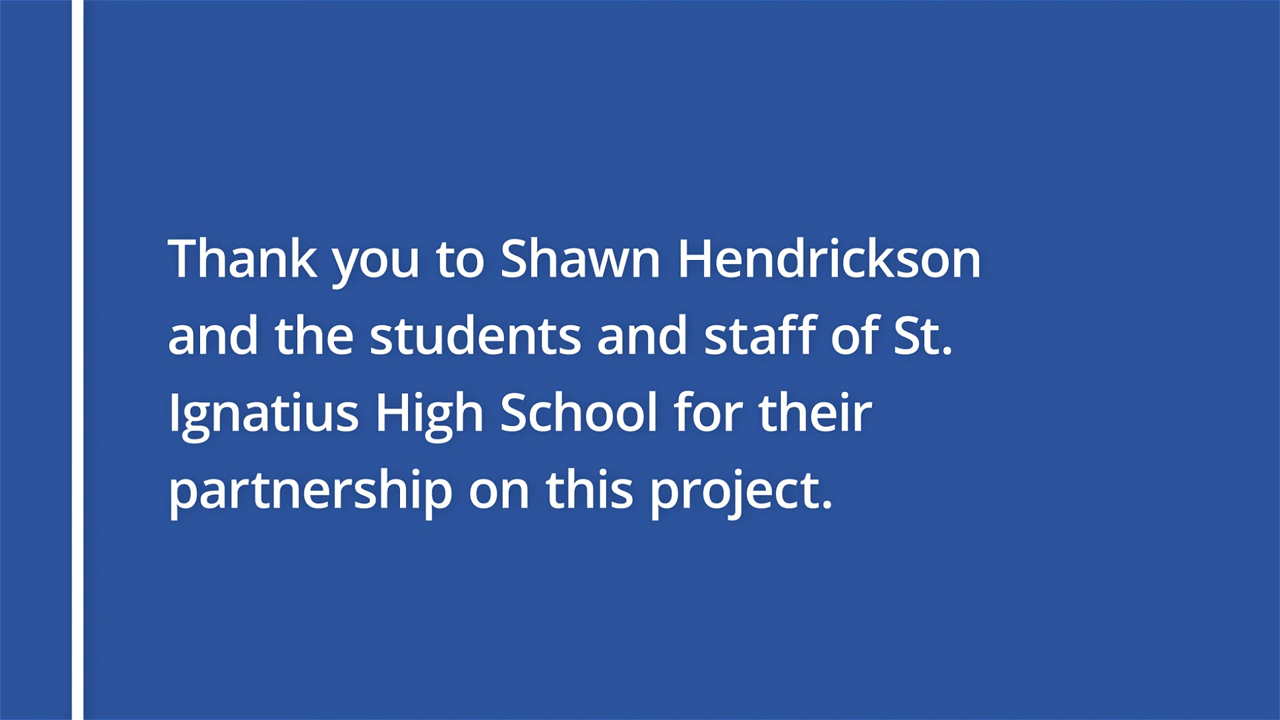 Thank you to Shawn Hendrickson
and the students and staff of St.
Ignatius High School for their
partnership on this project.